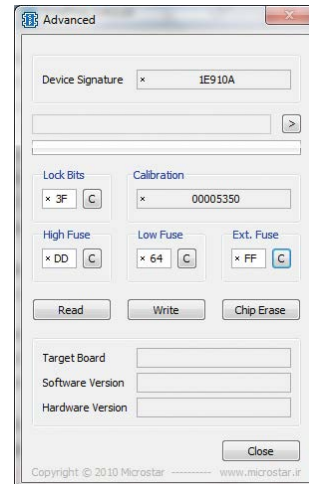 Advanced
Device Signature × 1E910A
>
Lock Bits Calibration
× 3F C × 00005350
High Fuse Low Fuse Ext. Fuse
× DD C × 64 C × FF C
Read Write Chip Erase
Target Board
Software Version
Hardware Version
Close
Copyright © 2010 Microstar ---------- www.microstar.ir